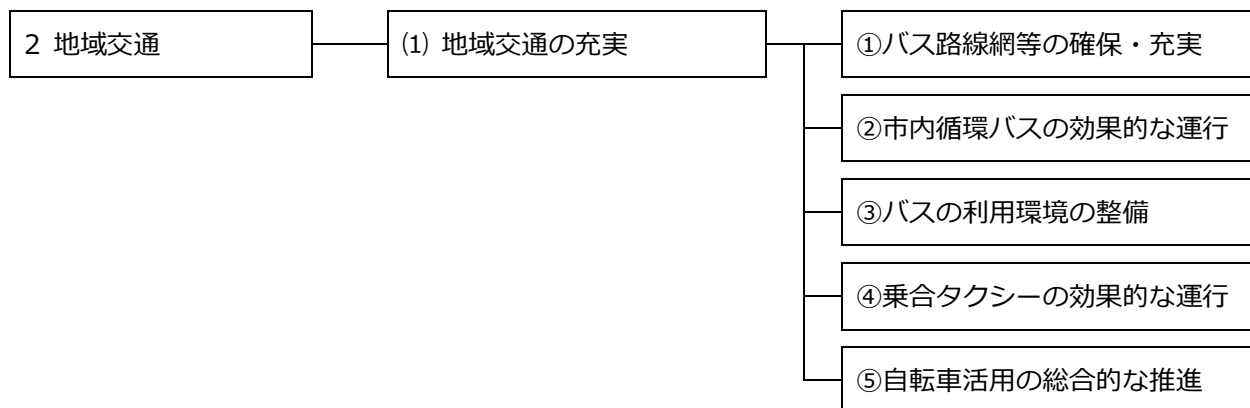 2 地域交通
⑴ 地域交通の充実
①バス路線網等の確保・充実
②市内循環バスの効果的な運行
③バスの利用環境の整備
④乗合タクシーの効果的な運行
⑤自転車活用の総合的な推進